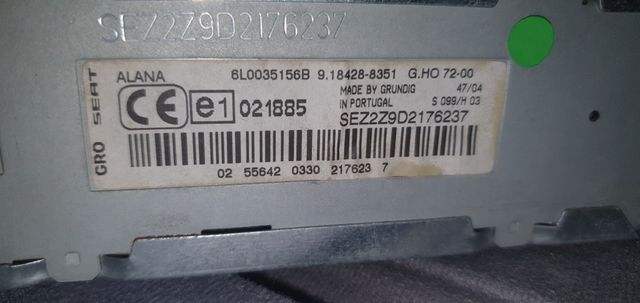 SEZ2Z9D2176237
ALANA 6L0035156B 9.18428-8351 G.HO 72-00
MADE BY GRUNDIG 47/04
IN PORTUGAL S 099/H 03
CE e1 021885
SEZ2Z9D2176237
GRO SEAT
02 55642 0330 217623 7